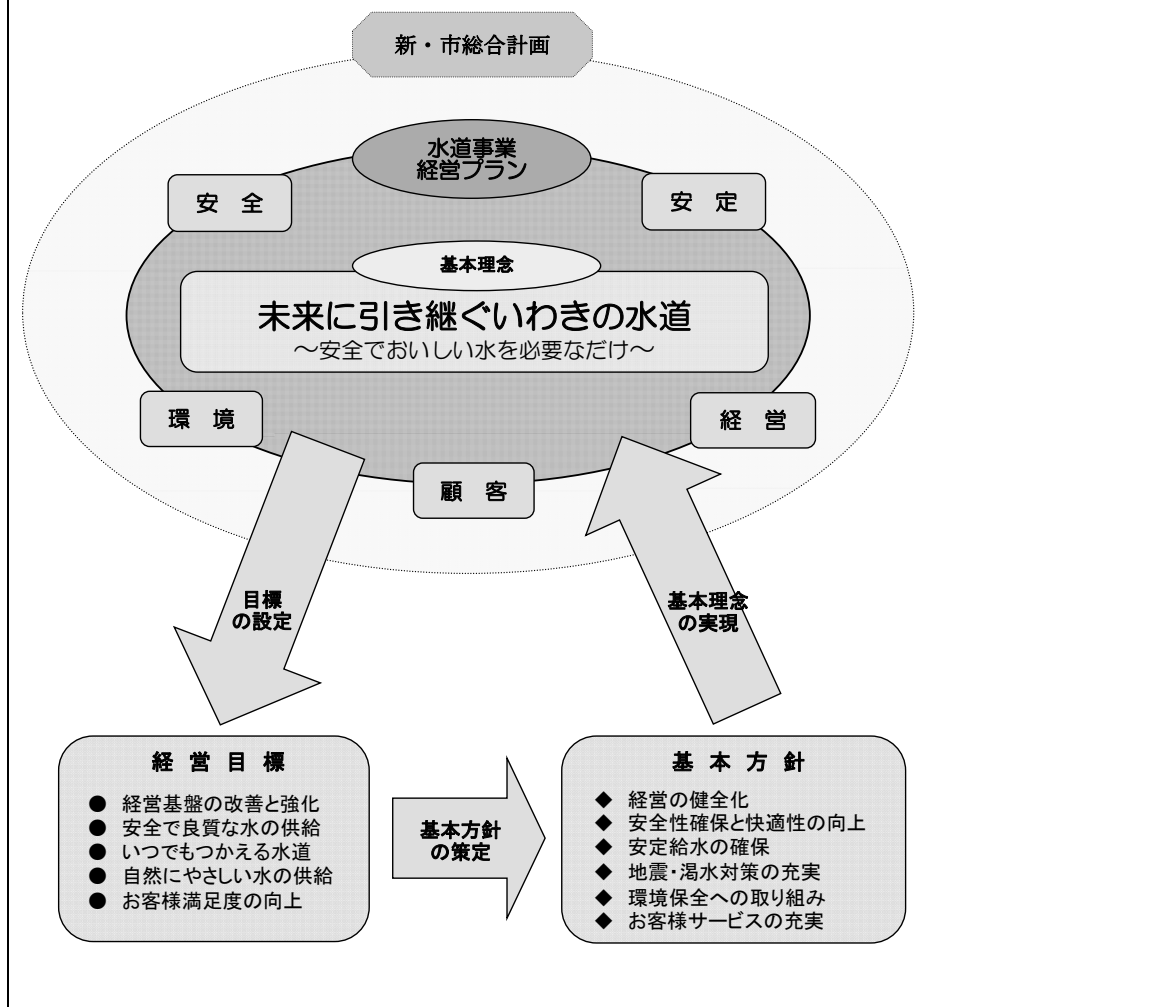 新・市総合計画
水道事業
経営プラン
安　全
安　定
基本理念
未来に引き継ぐいわきの水道
～安全でおいしい水を必要なだけ～
環　境
経　営
顧　客
目標
の設定
基本理念
の実現
経 営 目 標
● 経営基盤の改善と強化
● 安全で良質な水の供給
● いつでもつかえる水道
● 自然にやさしい水の供給
● お客様満足度の向上
基本方針
の策定
基 本 方 針
◆ 経営の健全化
◆ 安全性確保と快適性の向上
◆ 安定給水の確保
◆ 地震・渇水対策の充実
◆ 環境保全への取り組み
◆ お客様サービスの充実